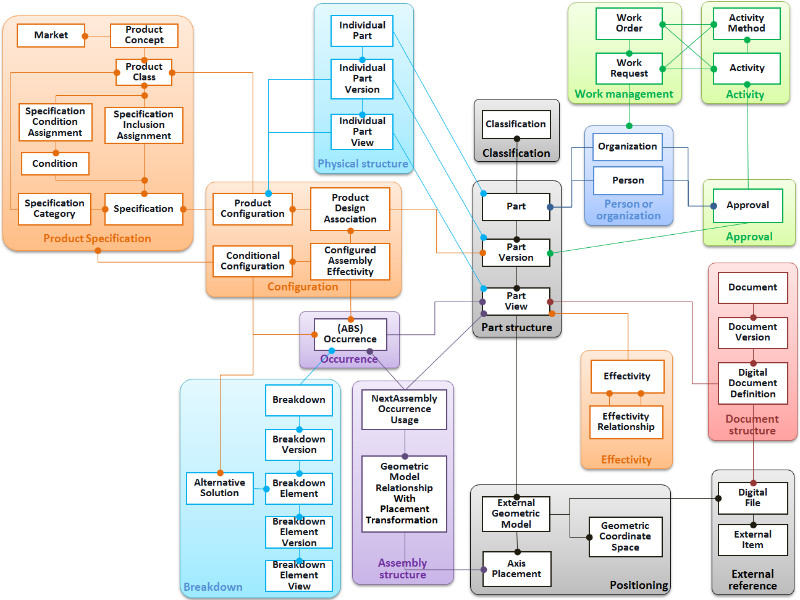 Market
Product
Concept
Product
Class
Specification
Condition
Assignment
Specification
Inclusion
Assignment
Condition
Specification
Category
Specification
Product Specification
Individual
Part
Individual
Part
Version
Individual
Part
View
Physical structure
Work
Order
Work
Request
Work management
Activity
Method
Activity
Activity
Classification
Classification
Organization
Person
Person or
organization
Approval
Approval
Product
Configuration
Product
Design
Association
Conditional
Configuration
Configured
Assembly
Effectivity
Configuration
Part
Part
Version
Part
View
Part structure
(ABS)
Occurrence
Occurrence
Document
Document
Version
Digital
Document
Definition
Document
structure
Effectivity
Effectivity
Relationship
Effectivity
Breakdown
Breakdown
Version
Alternative
Solution
Breakdown
Element
Breakdown
Element
Version
Breakdown
Element
View
Breakdown
NextAssembly
Occurrence
Usage
Geometric
Model
Relationship
With
Placement
Transformation
Assembly
structure
External
Geometric
Model
Geometric
Coordinate
Space
Axis
Placement
Positioning
Digital
File
External
Item
External
reference